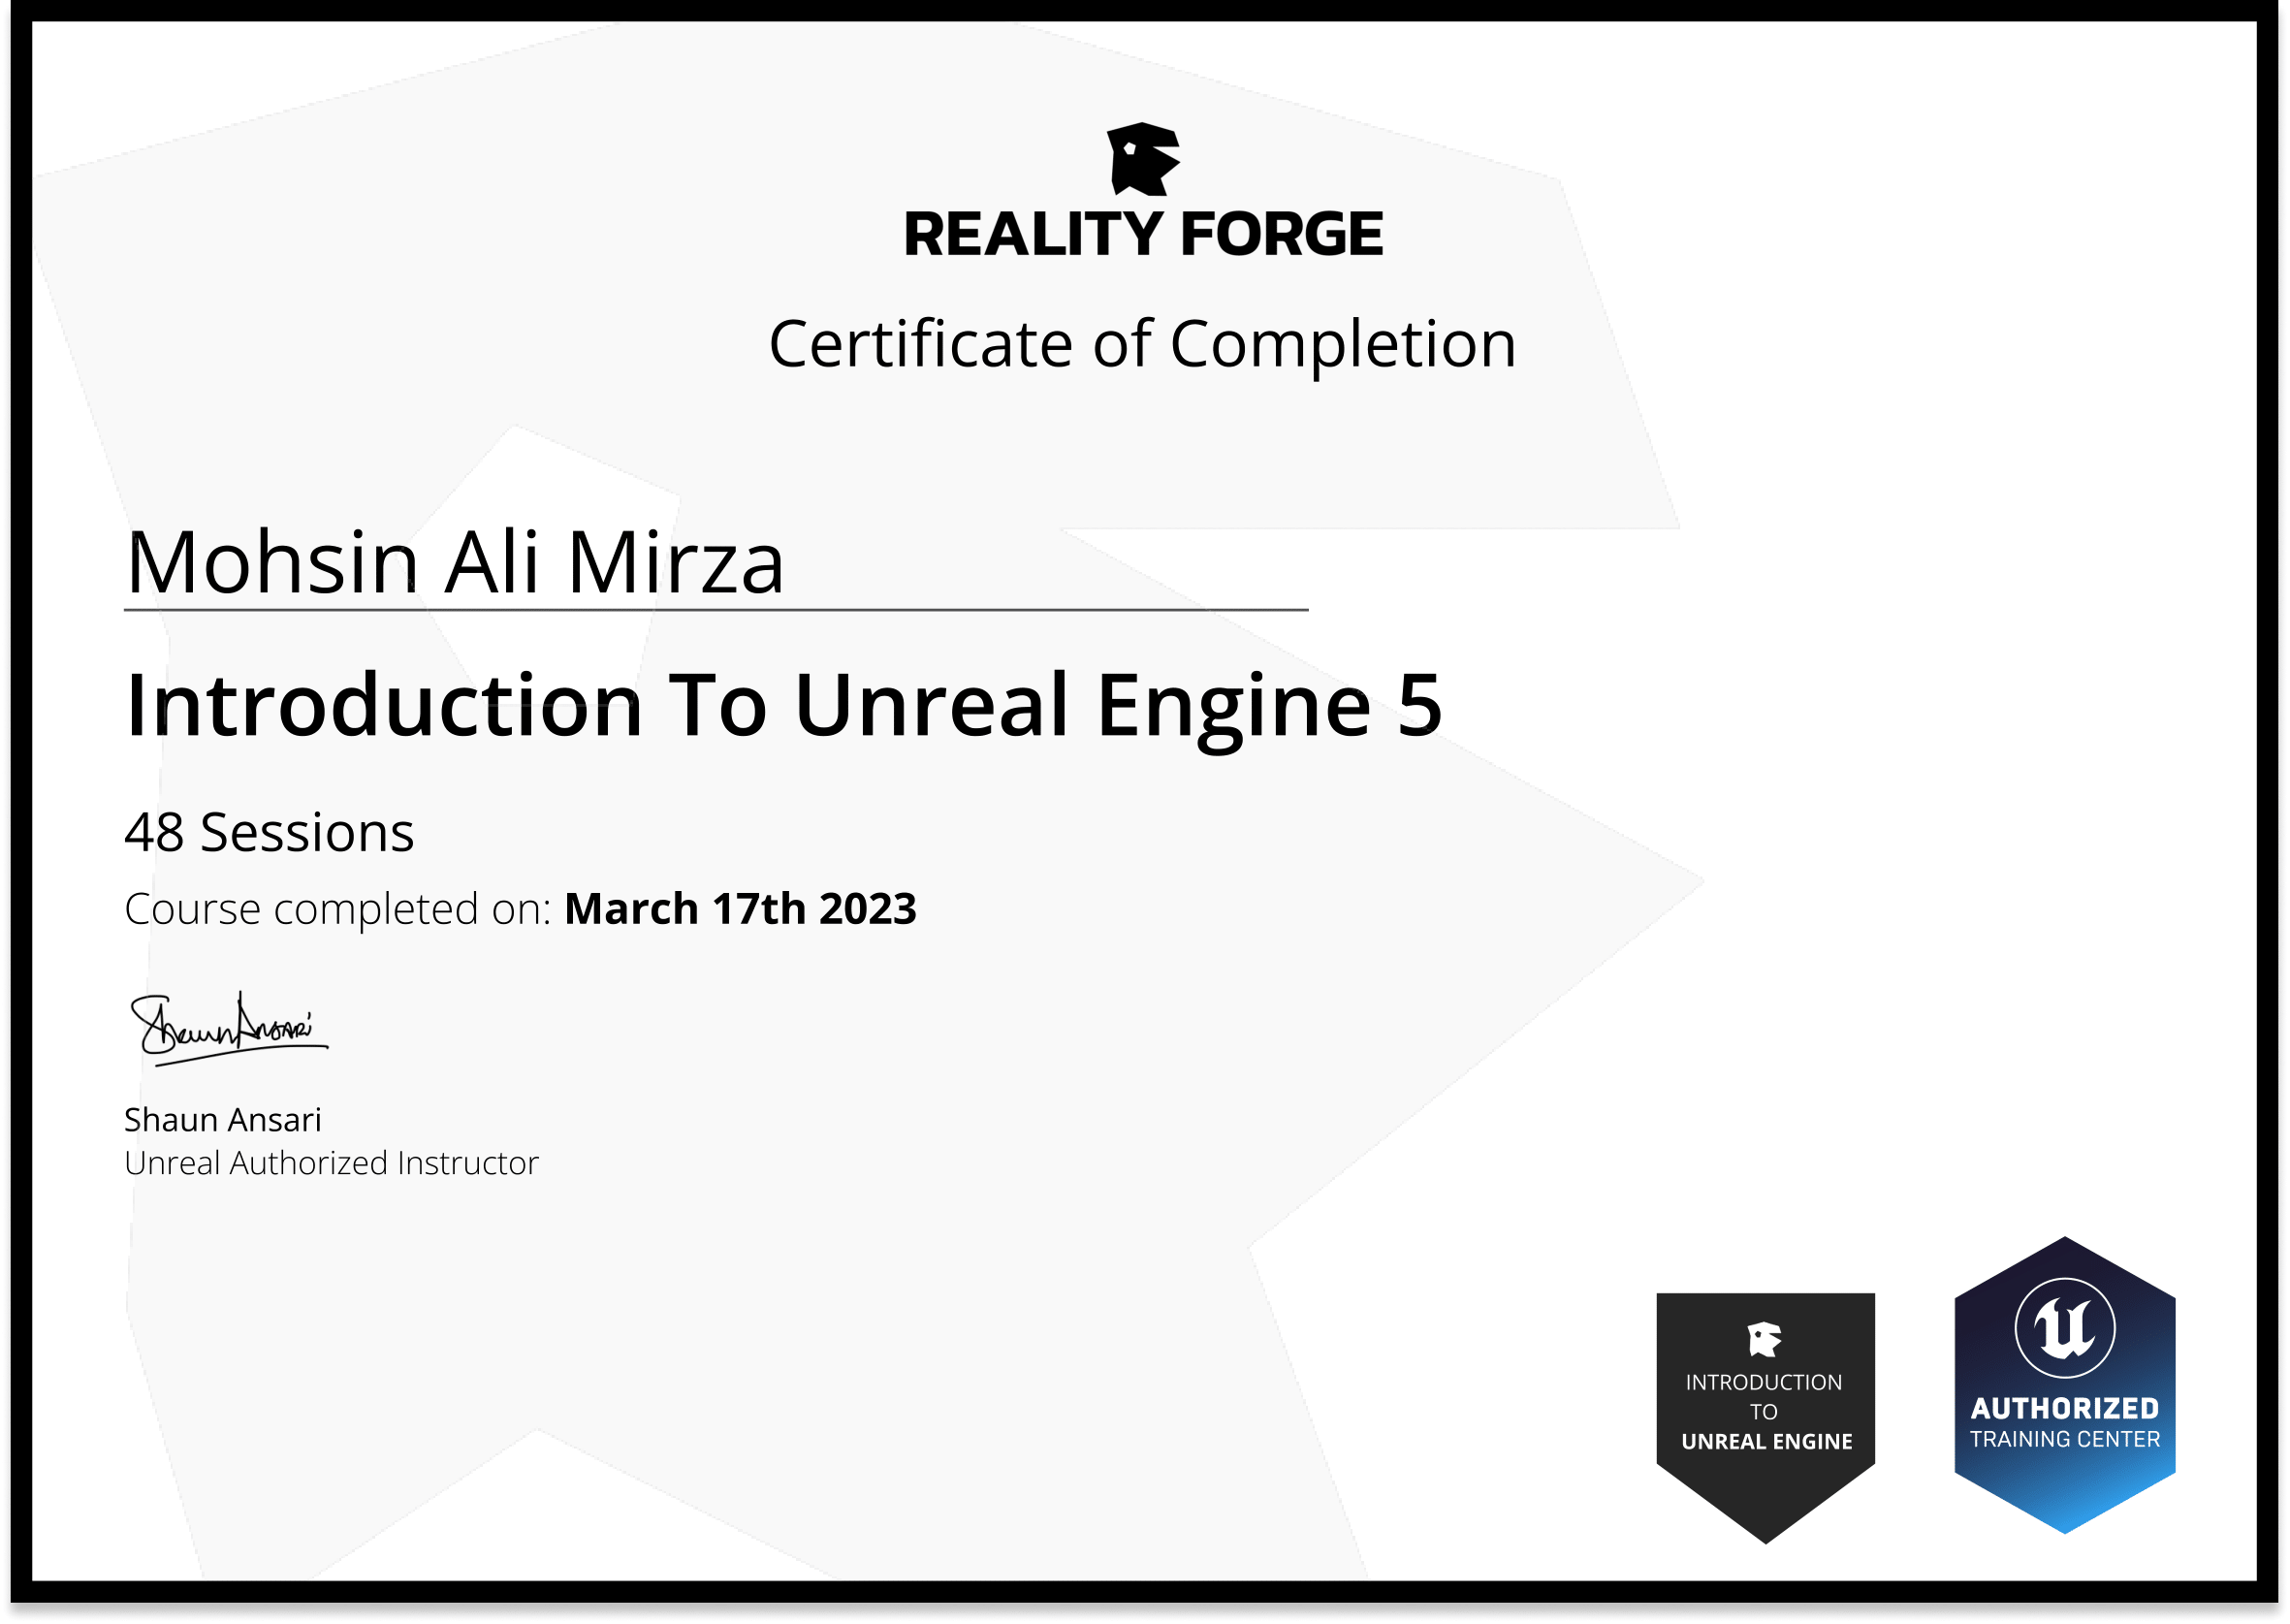 REALITY FORGE
Certificate of Completion
Mohsin Ali Mirza
Introduction To Unreal Engine 5
48 Sessions
Course completed on: March 17th 2023
Shaun Ansari
Shaun Ansari
Unreal Authorized Instructor
INTRODUCTION
TO
UNREAL ENGINE
AUTHORIZED
TRAINING CENTER